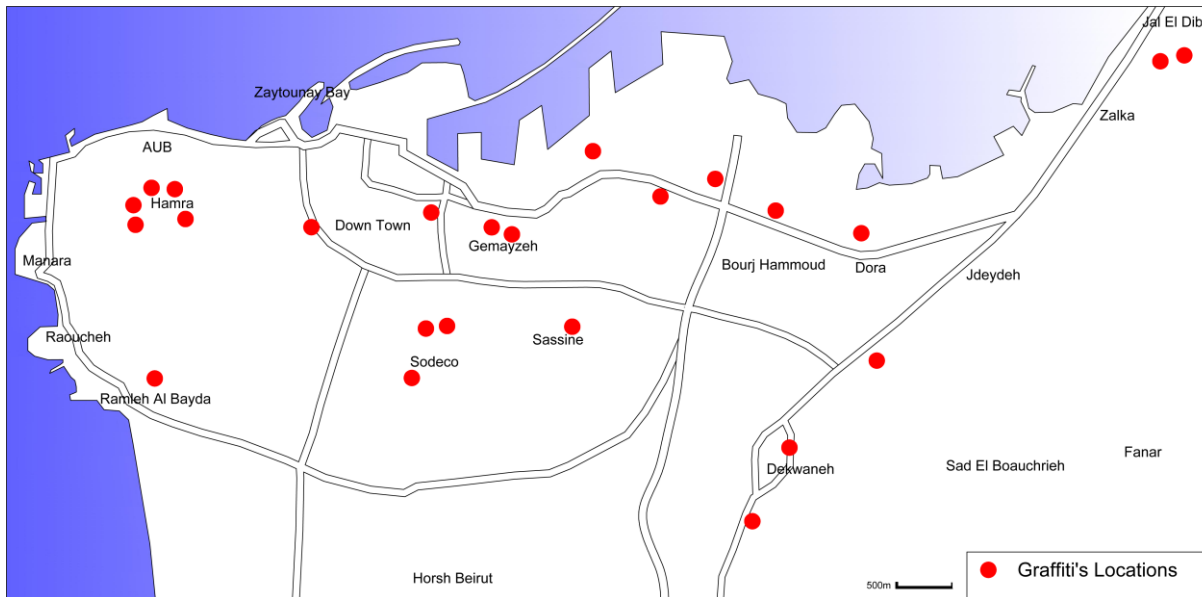 Jal El Dib
Zaytounay Bay
Zalka
AUB
Hamra
Down Town
Gemayzeh
Manara
Bourj Hammoud
Dora
Jdeydeh
Raoucheh
Sodeco
Sassine
Ramleh Al Bayda
Dekwaneh
Sad El Boauchrieh
Fanar
Horsh Beirut
500m
Graffiti's Locations